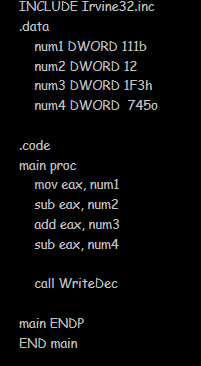 INCLUDE Irvine32.inc
.data
num1 DWORD 111b
num2 DWORD 12
num3 DWORD 1F3h
num4 DWORD 745o
.code
main proc
mov eax, num1
sub eax, num2
add eax, num3
sub eax, num4
call WriteDec
main ENDP
END main